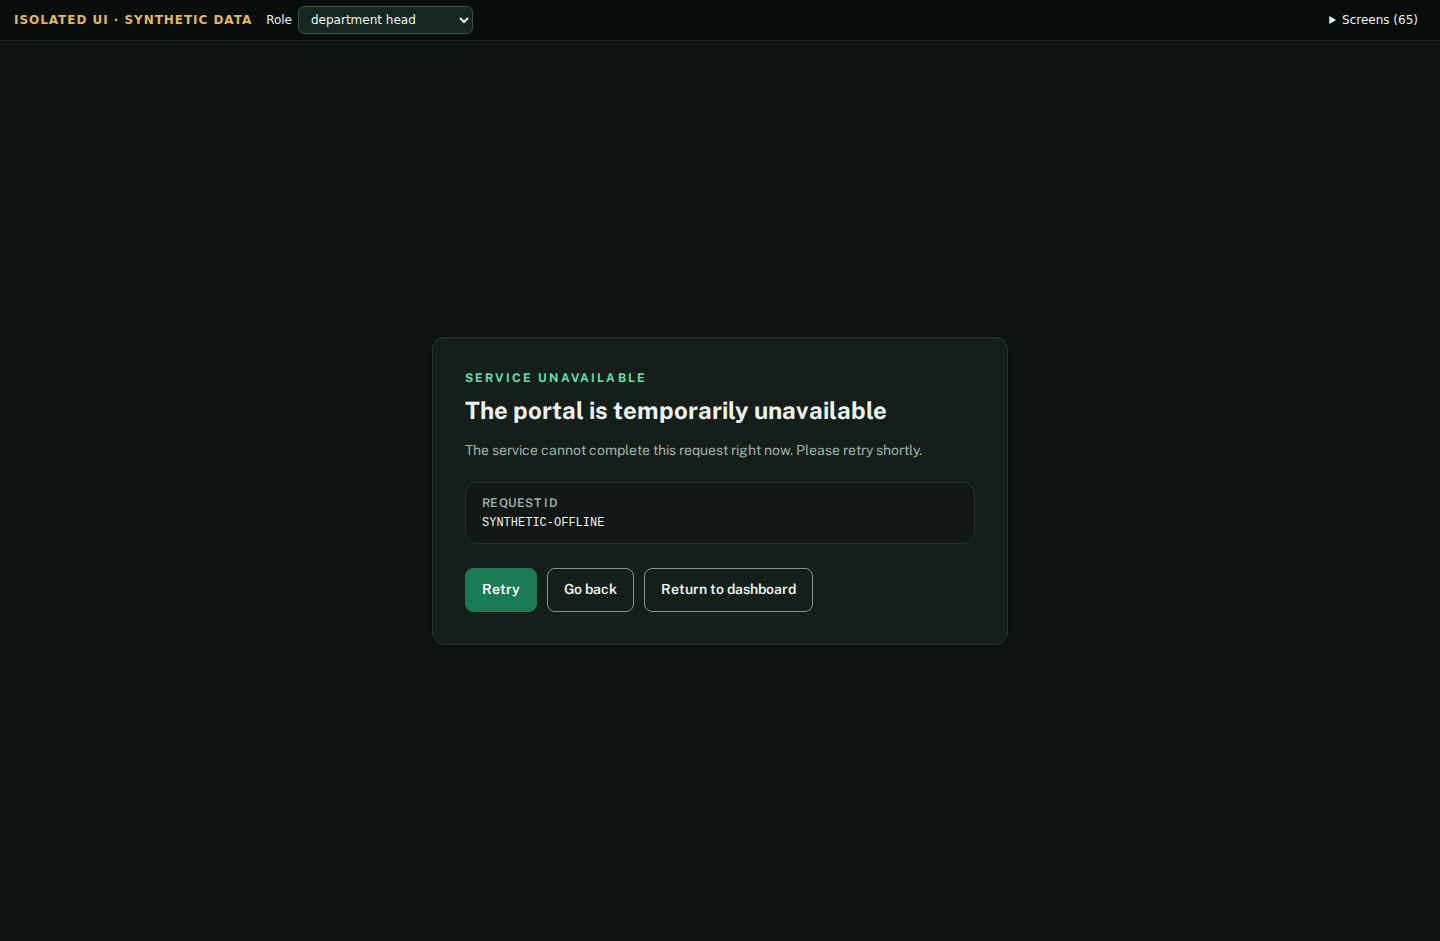 ISOLATED UI · SYNTHETIC DATA Role department head ▶ Screens (65)
SERVICE UNAVAILABLE
The portal is temporarily unavailable
The service cannot complete this request right now. Please retry shortly.
REQUEST ID
SYNTHETIC-OFFLINE
Retry Go back Return to dashboard